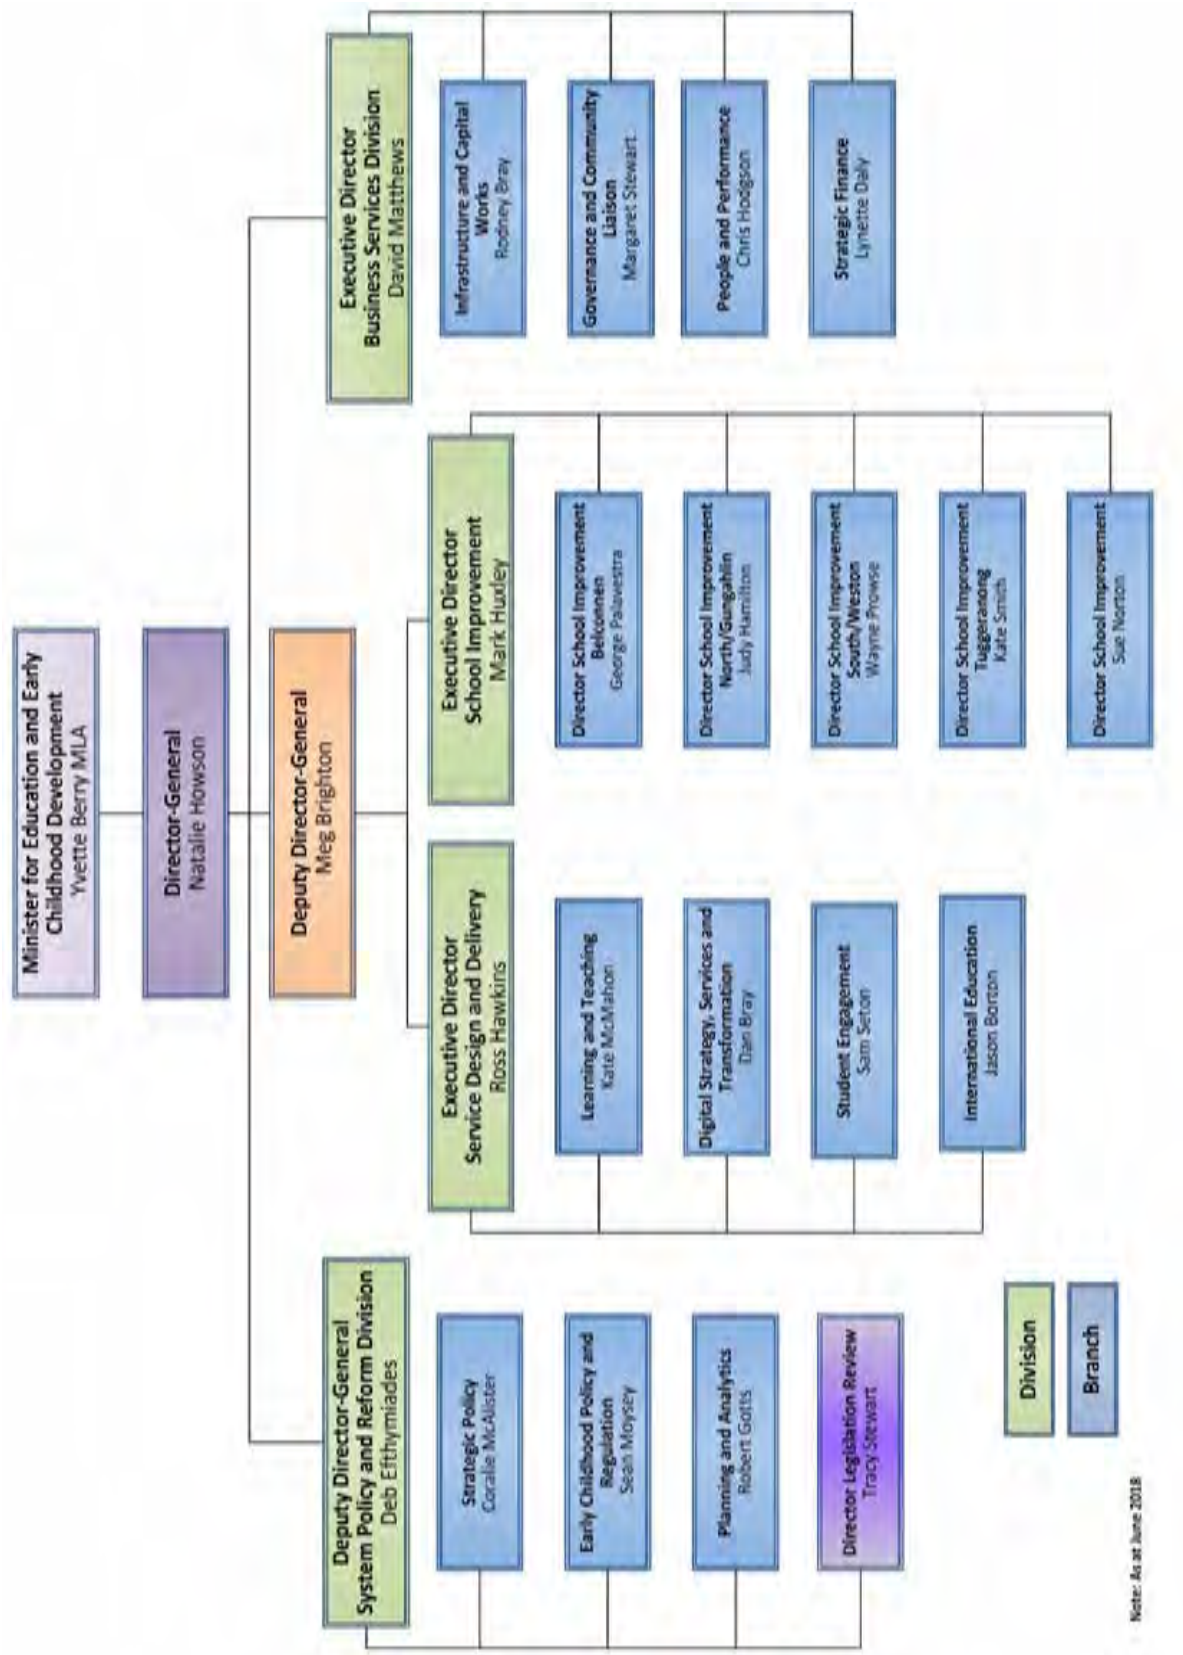 Minister for Education and Early
Childhood Development
Yvette Berry MLA
Director-General
Natalie Howson
Deputy Director-General
Meg Brighton
Deputy Director-General
System Policy and Reform Division
Deb Efthymiades
Strategic Policy
Coralie McAlister
Early Childhood Policy and
Regulation
Sean Moysey
Planning and Analytics
Robert Gotts
Director Legislation Review
Tracy Stewart
Executive Director
Service Design and Delivery
Ross Hawkins
Learning and Teaching
Kate McMahon
Digital Strategy, Services and
Transformation
Dan Bray
Student Engagement
Sam Seton
International Education
Jason Borton
Executive Director
School Improvement
Mark Huxley
Director School Improvement
Belconnen
George Palavestra
Director School Improvement
North/Gungahlin
Judy Hamilton
Director School Improvement
South/Weston
Wayne Prowse
Director School Improvement
Tuggeranong
Kate Smith
Director School Improvement
Sue Norton
Executive Director
Business Services Division
David Matthews
Infrastructure and Capital
Works
Rodney Bray
Governance and Community
Liaison
Margaret Stewart
People and Performance
Chris Hodgson
Strategic Finance
Lynette Daly
Division
Branch
Note: As at June 2018